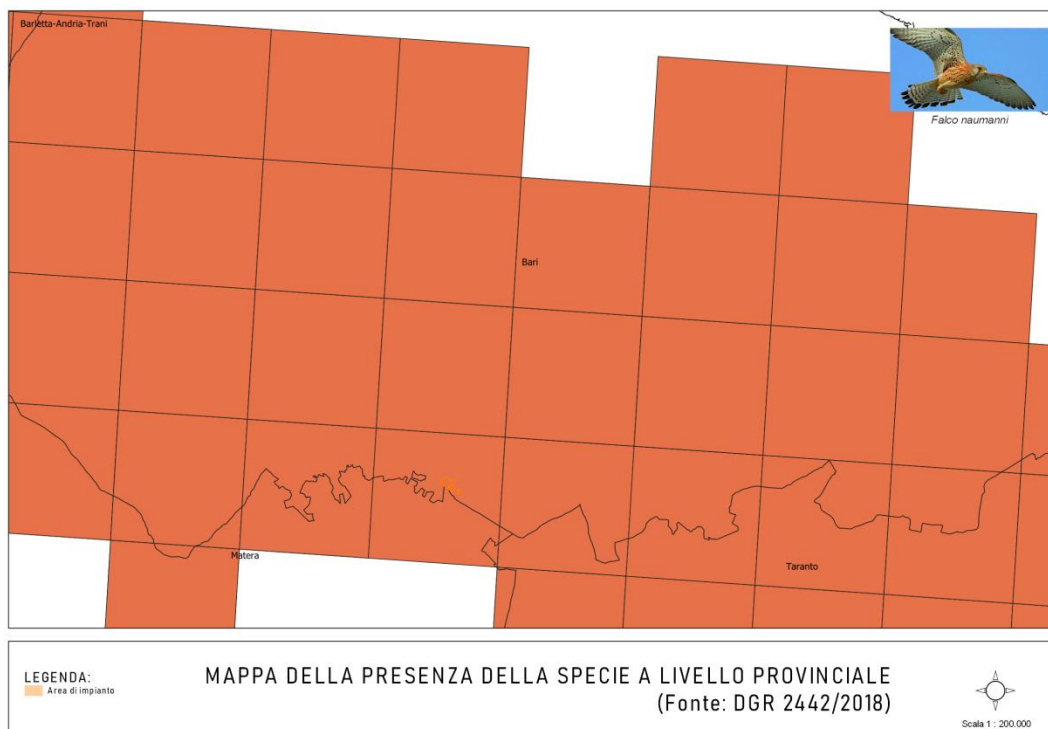 Barletta-Andria-Trani
Falco naumanni
Bari
Matera
Taranto
LEGENDA:
Area di impianto
MAPPA DELLA PRESENZA DELLA SPECIE A LIVELLO PROVINCIALE
(Fonte: DGR 2442/2018)
Scala 1 : 200.000